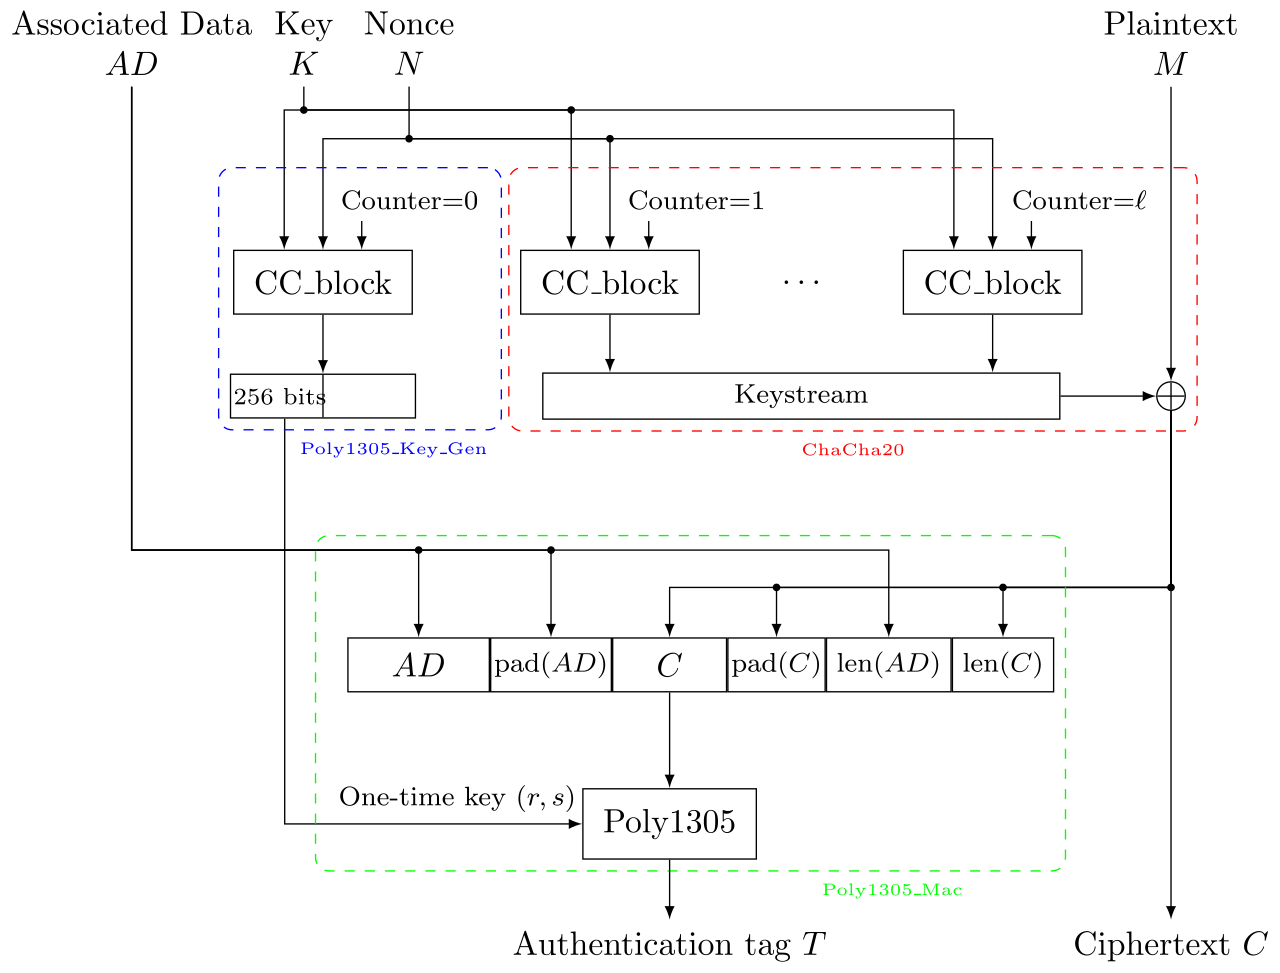 Associated Data Key Nonce Plaintext
AD K N M
Counter=0 Counter=1 Counter=ℓ
CC_block CC_block ··· CC_block
256 bits Keystream
Poly1305_Key_Gen ChaCha20
AD pad(AD) C pad(C) len(AD) len(C)
One-time key (r, s)
Poly1305
Poly1305_Mac
Authentication tag T Ciphertext C